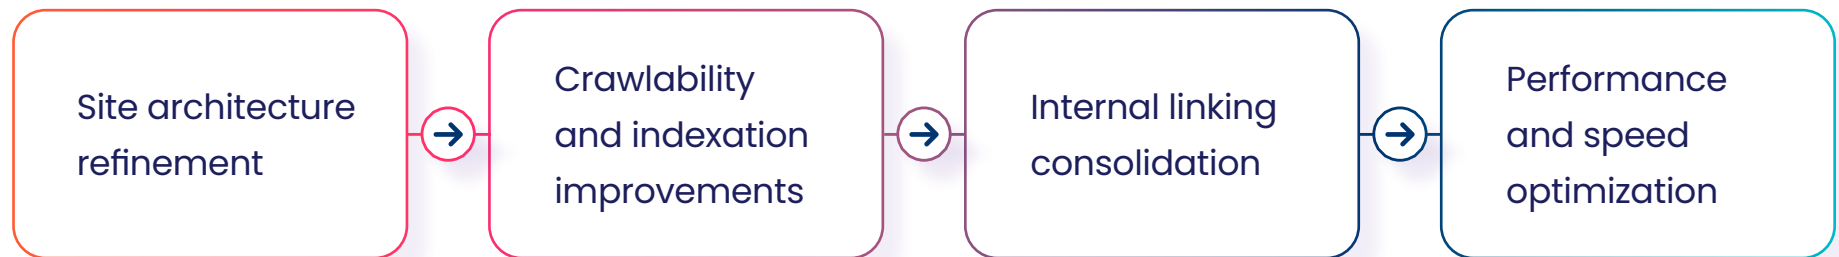 Site architecture
refinement
Crawlability
and indexation
improvements
Internal linking
consolidation
Performance
and speed
optimization